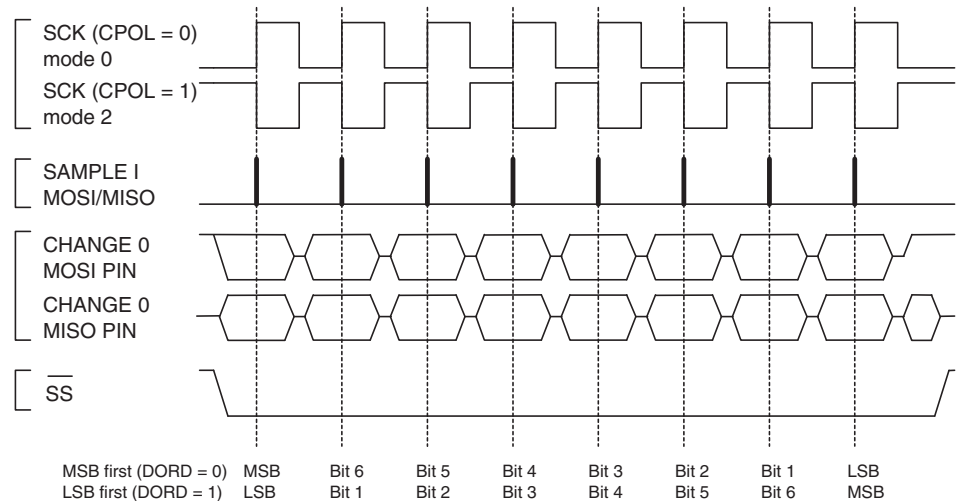 SCK (CPOL = 0)
mode 0
SCK (CPOL = 1)
mode 2
SAMPLE I
MOSI/MISO
CHANGE 0
MOSI PIN
CHANGE 0
MISO PIN
SS
MSB first (DORD = 0) MSB Bit 6 Bit 5 Bit 4 Bit 3 Bit 2 Bit 1 LSB
LSB first (DORD = 1) LSB Bit 1 Bit 2 Bit 3 Bit 4 Bit 5 Bit 6 MSB